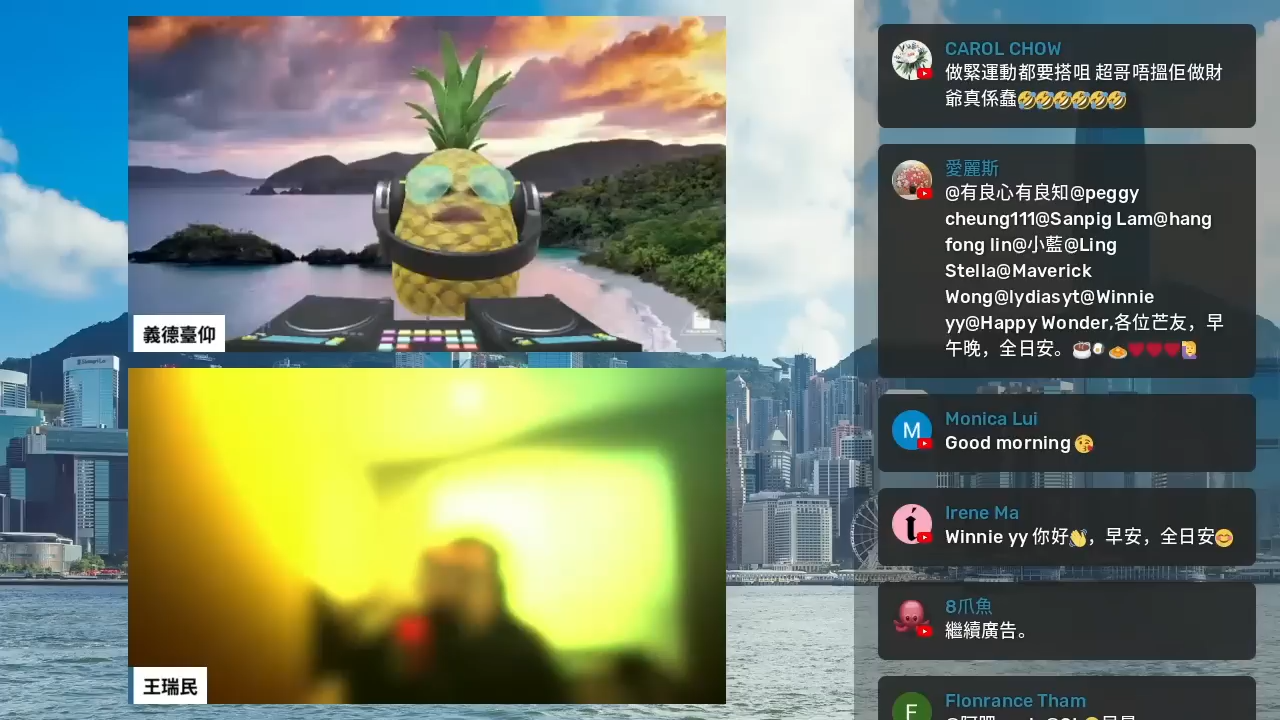 義德臺仰
王瑞民
CAROL CHOW
做緊運動都要搭咀 超哥唔搵佢做財
爺真係蠢🤣🤣🤣🤣🤣🤣
愛麗斯
@有良心有良知@peggy
cheung111@Sanpig Lam@hang
fong lin@小藍@Ling
Stella@Maverick
Wong@lydiasyt@Winnie
yy@Happy Wonder,各位芒友，早
午晚，全日安。
Monica Lui
Good morning😘
Irene Ma
Winnie yy 你好👋，早安，全日安😊
8爪魚
繼續廣告。
Flonrance Tham